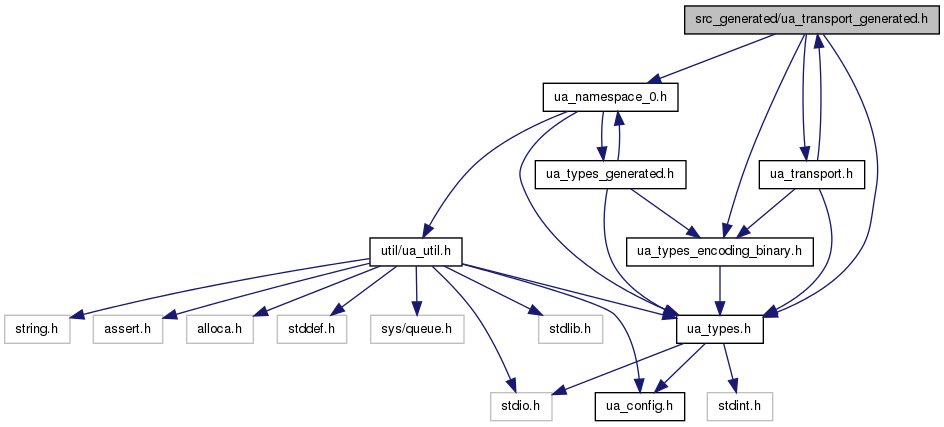 src_generated/ua_transport_generated.h
ua_namespace_0.h
ua_types_generated.h
ua_transport.h
util/ua_util.h
ua_types_encoding_binary.h
string.h
assert.h
alloca.h
stddef.h
sys/queue.h
stdlib.h
ua_types.h
stdio.h
ua_config.h
stdint.h